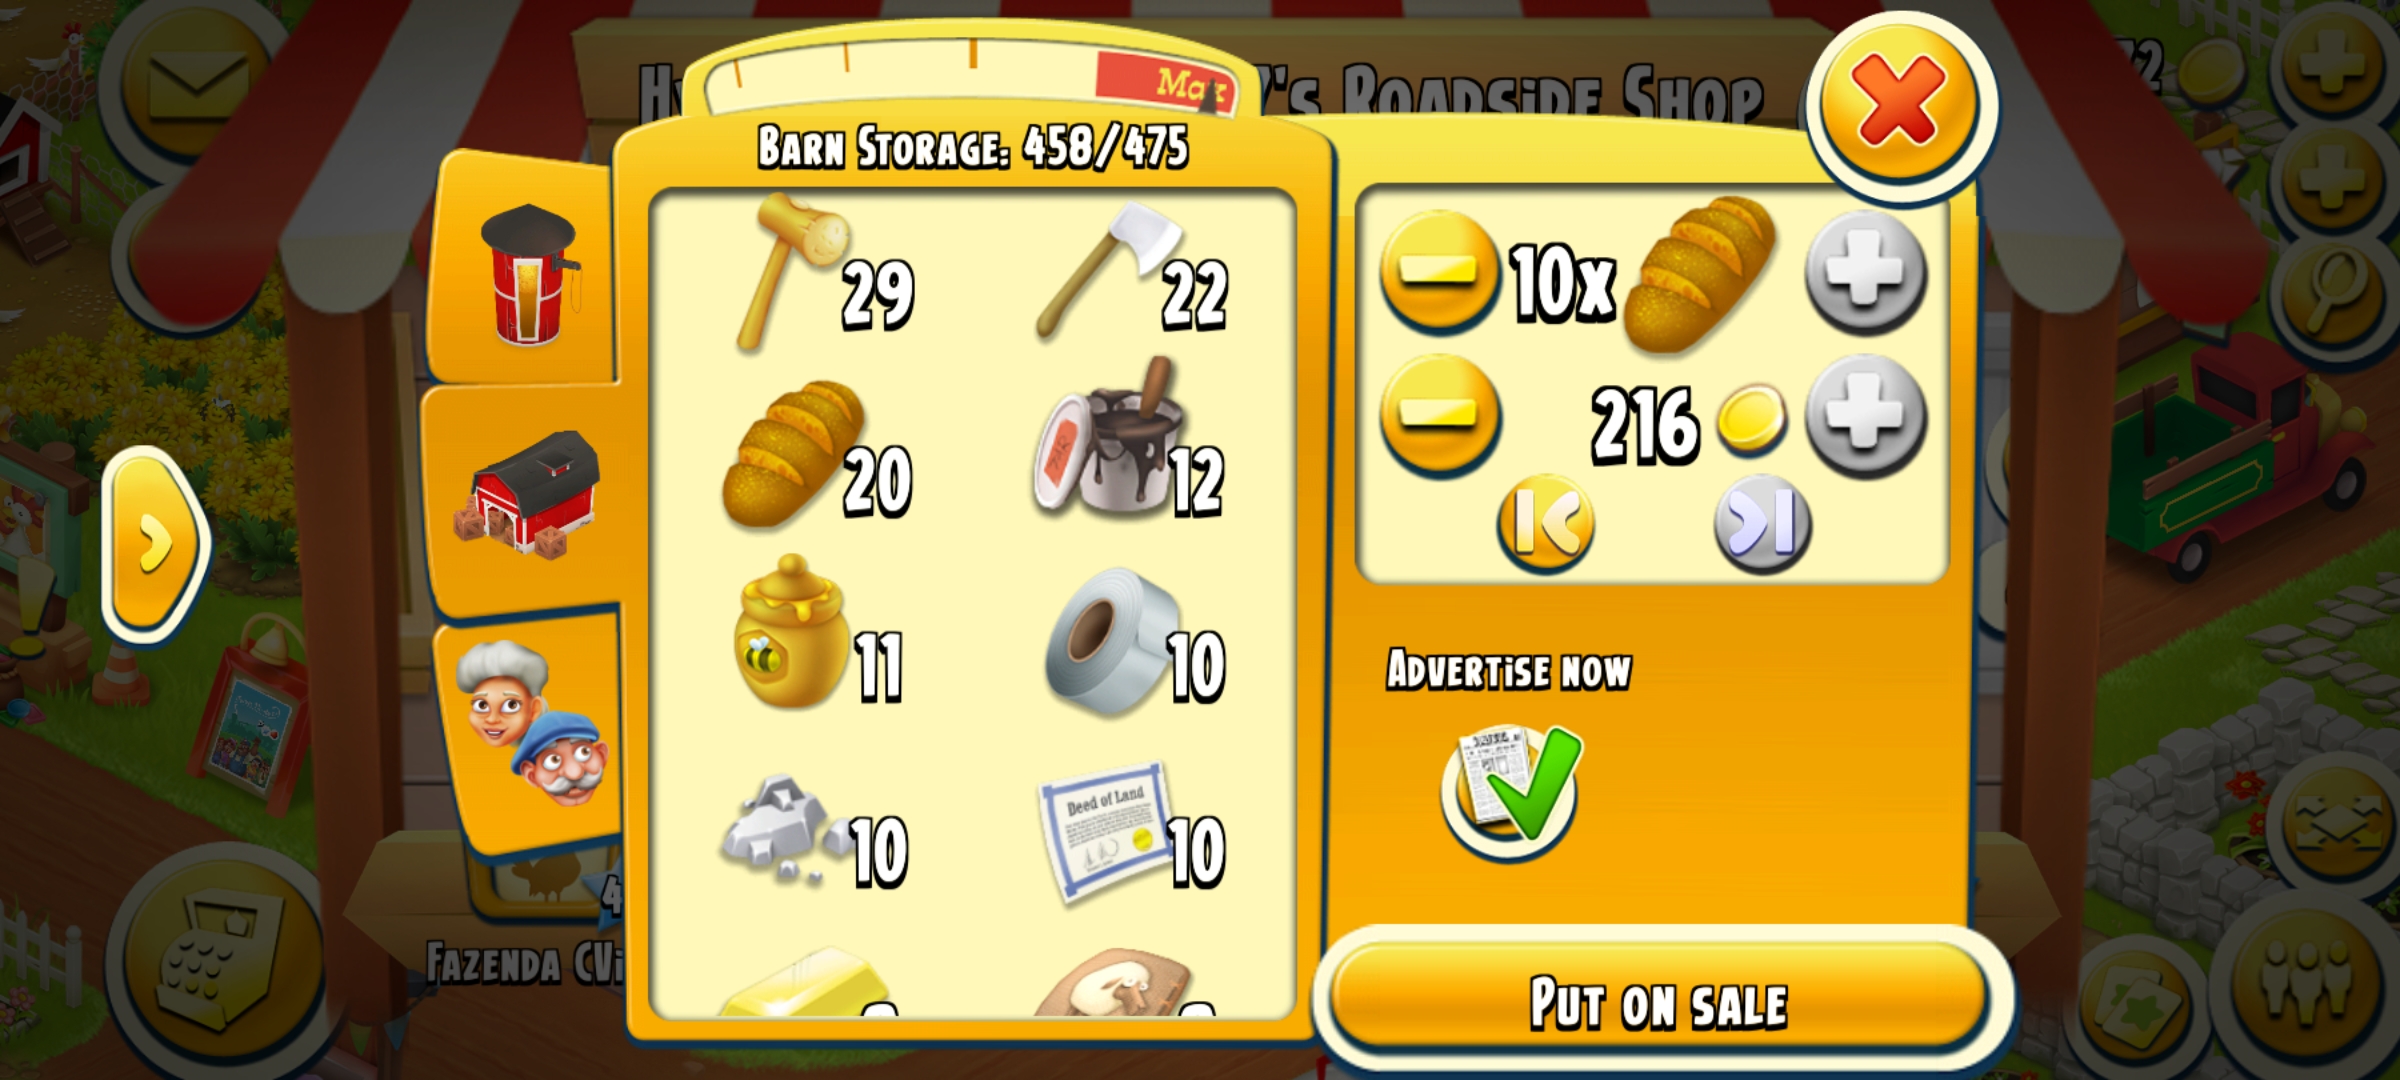 's Roadside Shop
Max
Barn Storage: 458/475
29
22
10x
20
12
216
11
10
Advertise now
10
Deed of Land
10
Put on sale
Fazenda CVi